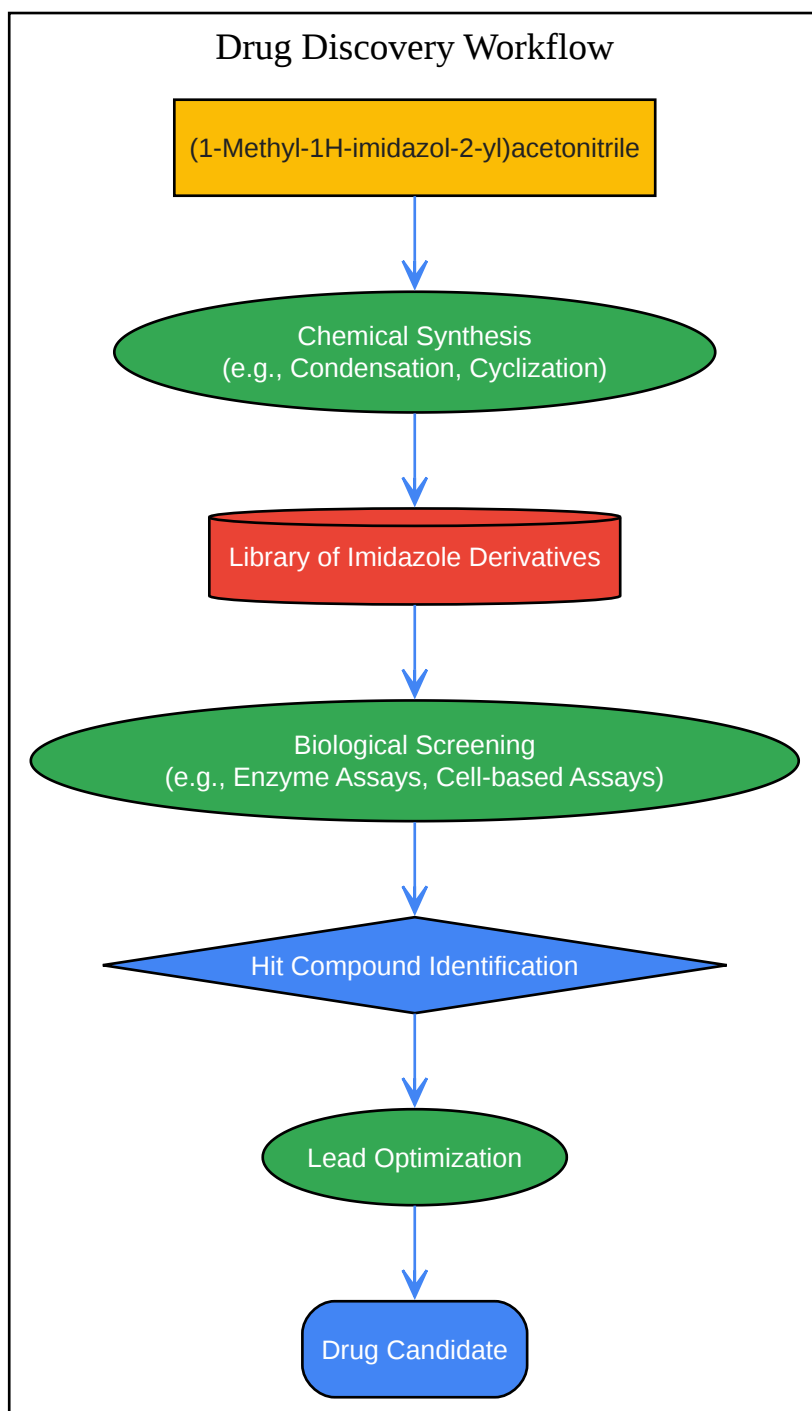 Drug Discovery Workflow
(1-Methyl-1H-imidazol-2-yl)acetonitrile
Chemical Synthesis
(e.g., Condensation, Cyclization)
Library of Imidazole Derivatives
Biological Screening
(e.g., Enzyme Assays, Cell-based Assays)
Hit Compound Identification
Lead Optimization
Drug Candidate